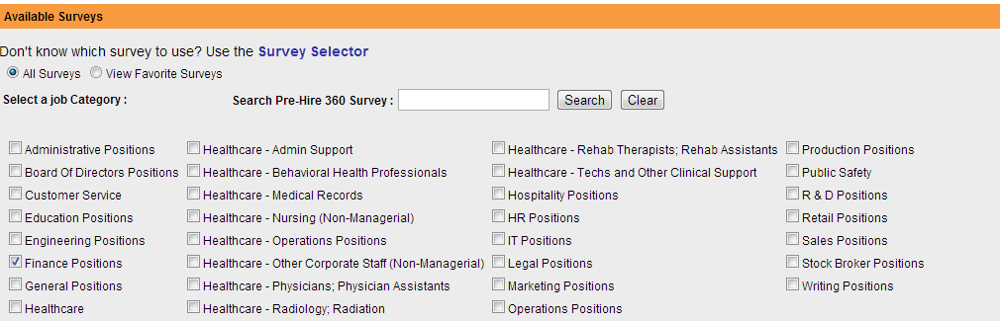 Available Surveys
Don't know which survey to use? Use the Survey Selector
All Surveys View Favorite Surveys
Select a job Category : Search Pre-Hire 360 Survey : Search Clear
Administrative Positions Healthcare - Admin Support Healthcare - Rehab Therapists; Rehab Assistants Production Positions
Board Of Directors Positions Healthcare - Behavioral Health Professionals Healthcare - Techs and Other Clinical Support Public Safety
Customer Service Healthcare - Medical Records Hospitality Positions R & D Positions
Education Positions Healthcare - Nursing (Non-Managerial) HR Positions Retail Positions
Engineering Positions Healthcare - Operations Positions IT Positions Sales Positions
Finance Positions Healthcare - Other Corporate Staff (Non-Managerial) Legal Positions Stock Broker Positions
General Positions Healthcare - Physicians; Physician Assistants Marketing Positions Writing Positions
Healthcare Healthcare - Radiology; Radiation Operations Positions